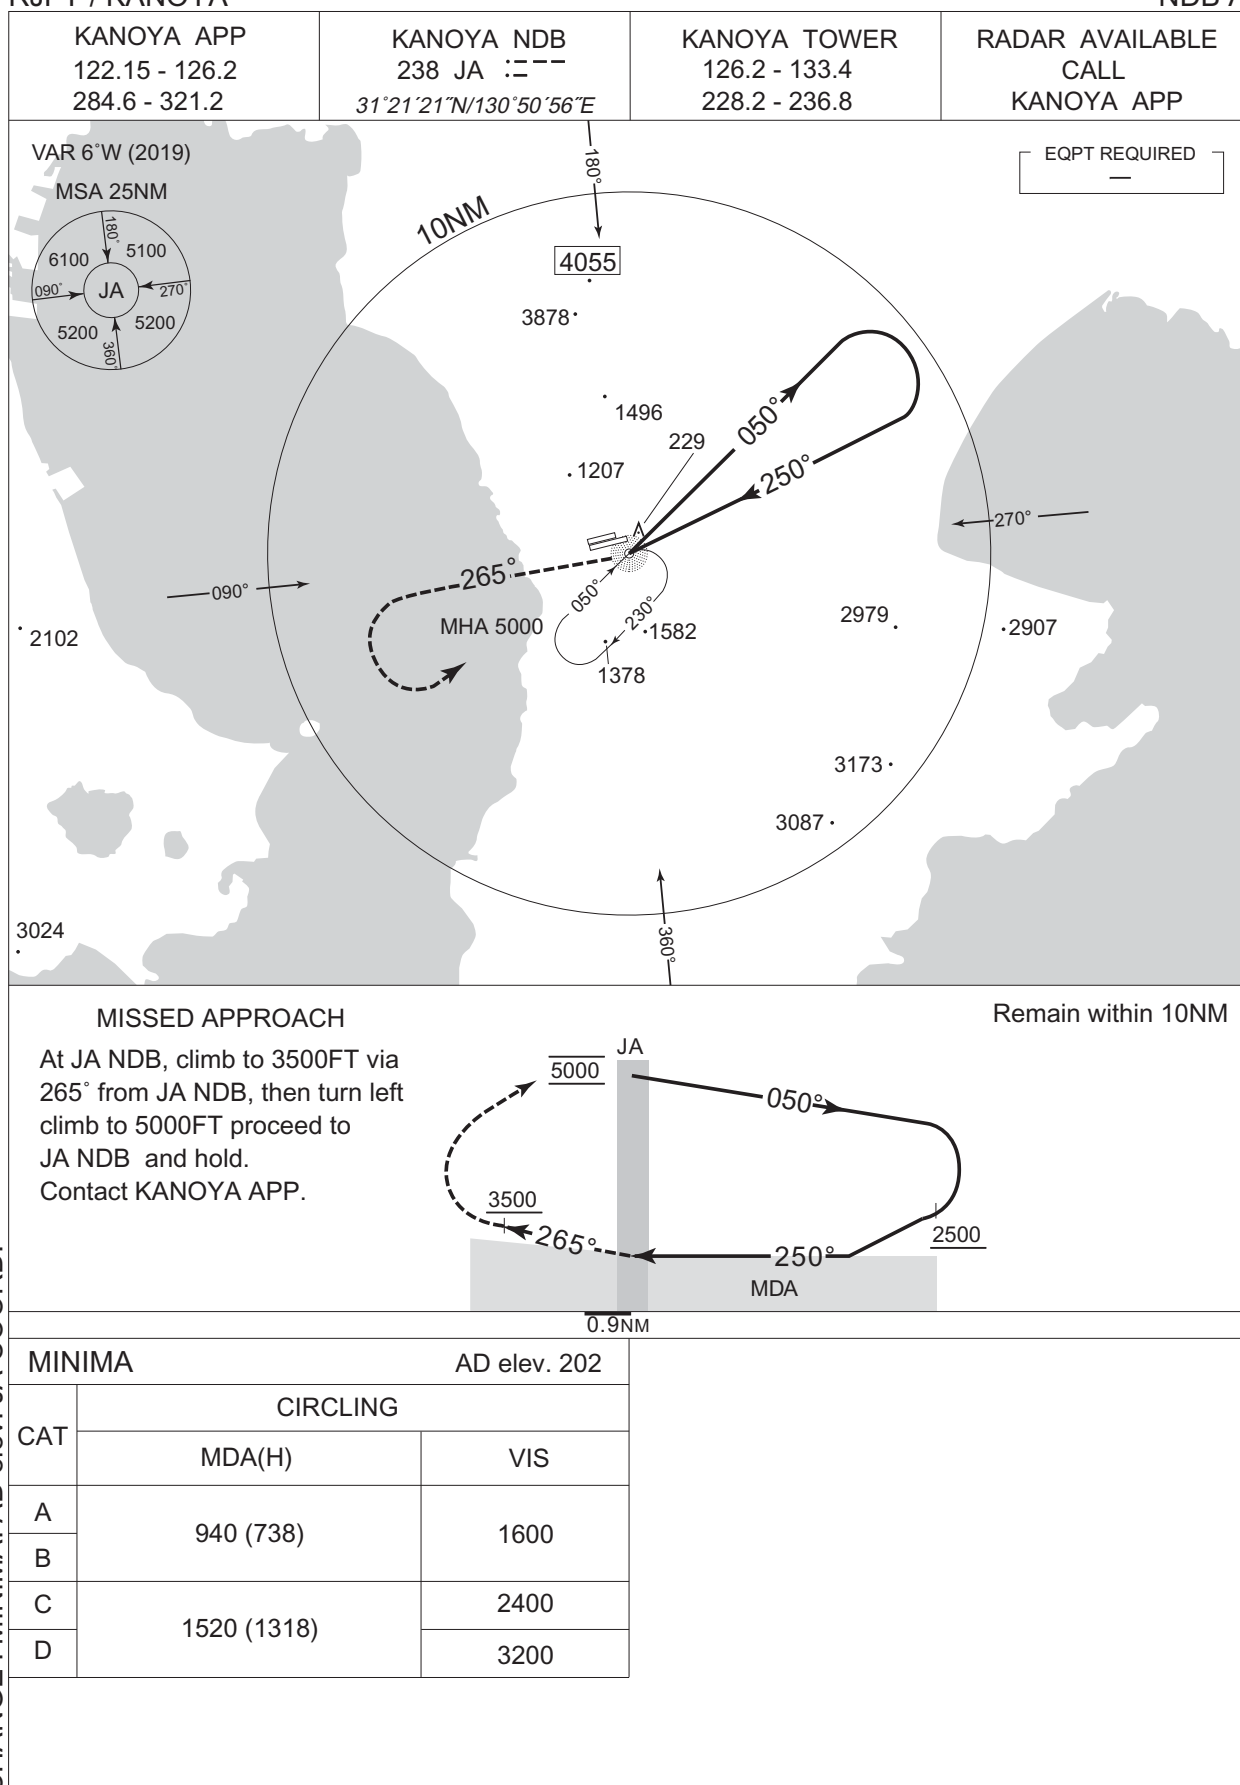 KANOYA APP
122.15 - 126.2
284.6 - 321.2
KANOYA NDB
238 JA
31°21′21″N/130°50′56″E
KANOYA TOWER
126.2 - 133.4
228.2 - 236.8
RADAR AVAILABLE
CALL
KANOYA APP
VAR 6°W (2019)
MSA 25NM
180°
6100
5100
090°
JA
270°
5200
5200
360°
EQPT REQUIRED
—
180°
10NM
4055
3878
1496
229
050°
1207
250°
270°
265°
090°
050°
230°
MHA 5000
1582
1378
2102
2979
2907
3173
3087
3024
360°
MISSED APPROACH
At JA NDB, climb to 3500FT via
265° from JA NDB, then turn left
climb to 5000FT proceed to
JA NDB and hold.
Contact KANOYA APP.
Remain within 10NM
JA
5000
050°
3500
265°
250°
2500
MDA
0.9NM
MINIMA AD elev. 202
CAT
CIRCLING
MDA(H) VIS
A
B
940 (738) 1600
C
D
1520 (1318)
2400
3200